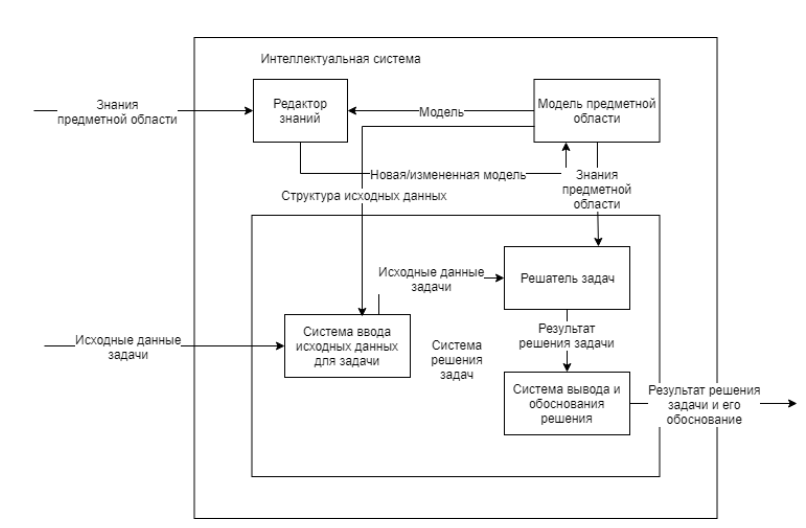 Интеллектуальная система
Знания
предметной области
Редактор
знаний
Модель
Модель предметной
области
Новая/измененная модель
Знания
предметной
области
Структура исходных данных
Исходные данные
задачи
Решатель задач
Исходные данные
задачи
Система ввода
исходных данных
для задачи
Система
решения
задач
Результат
решения задачи
Система вывода и
обоснования
решения
Результат решения
задачи и его
обоснование